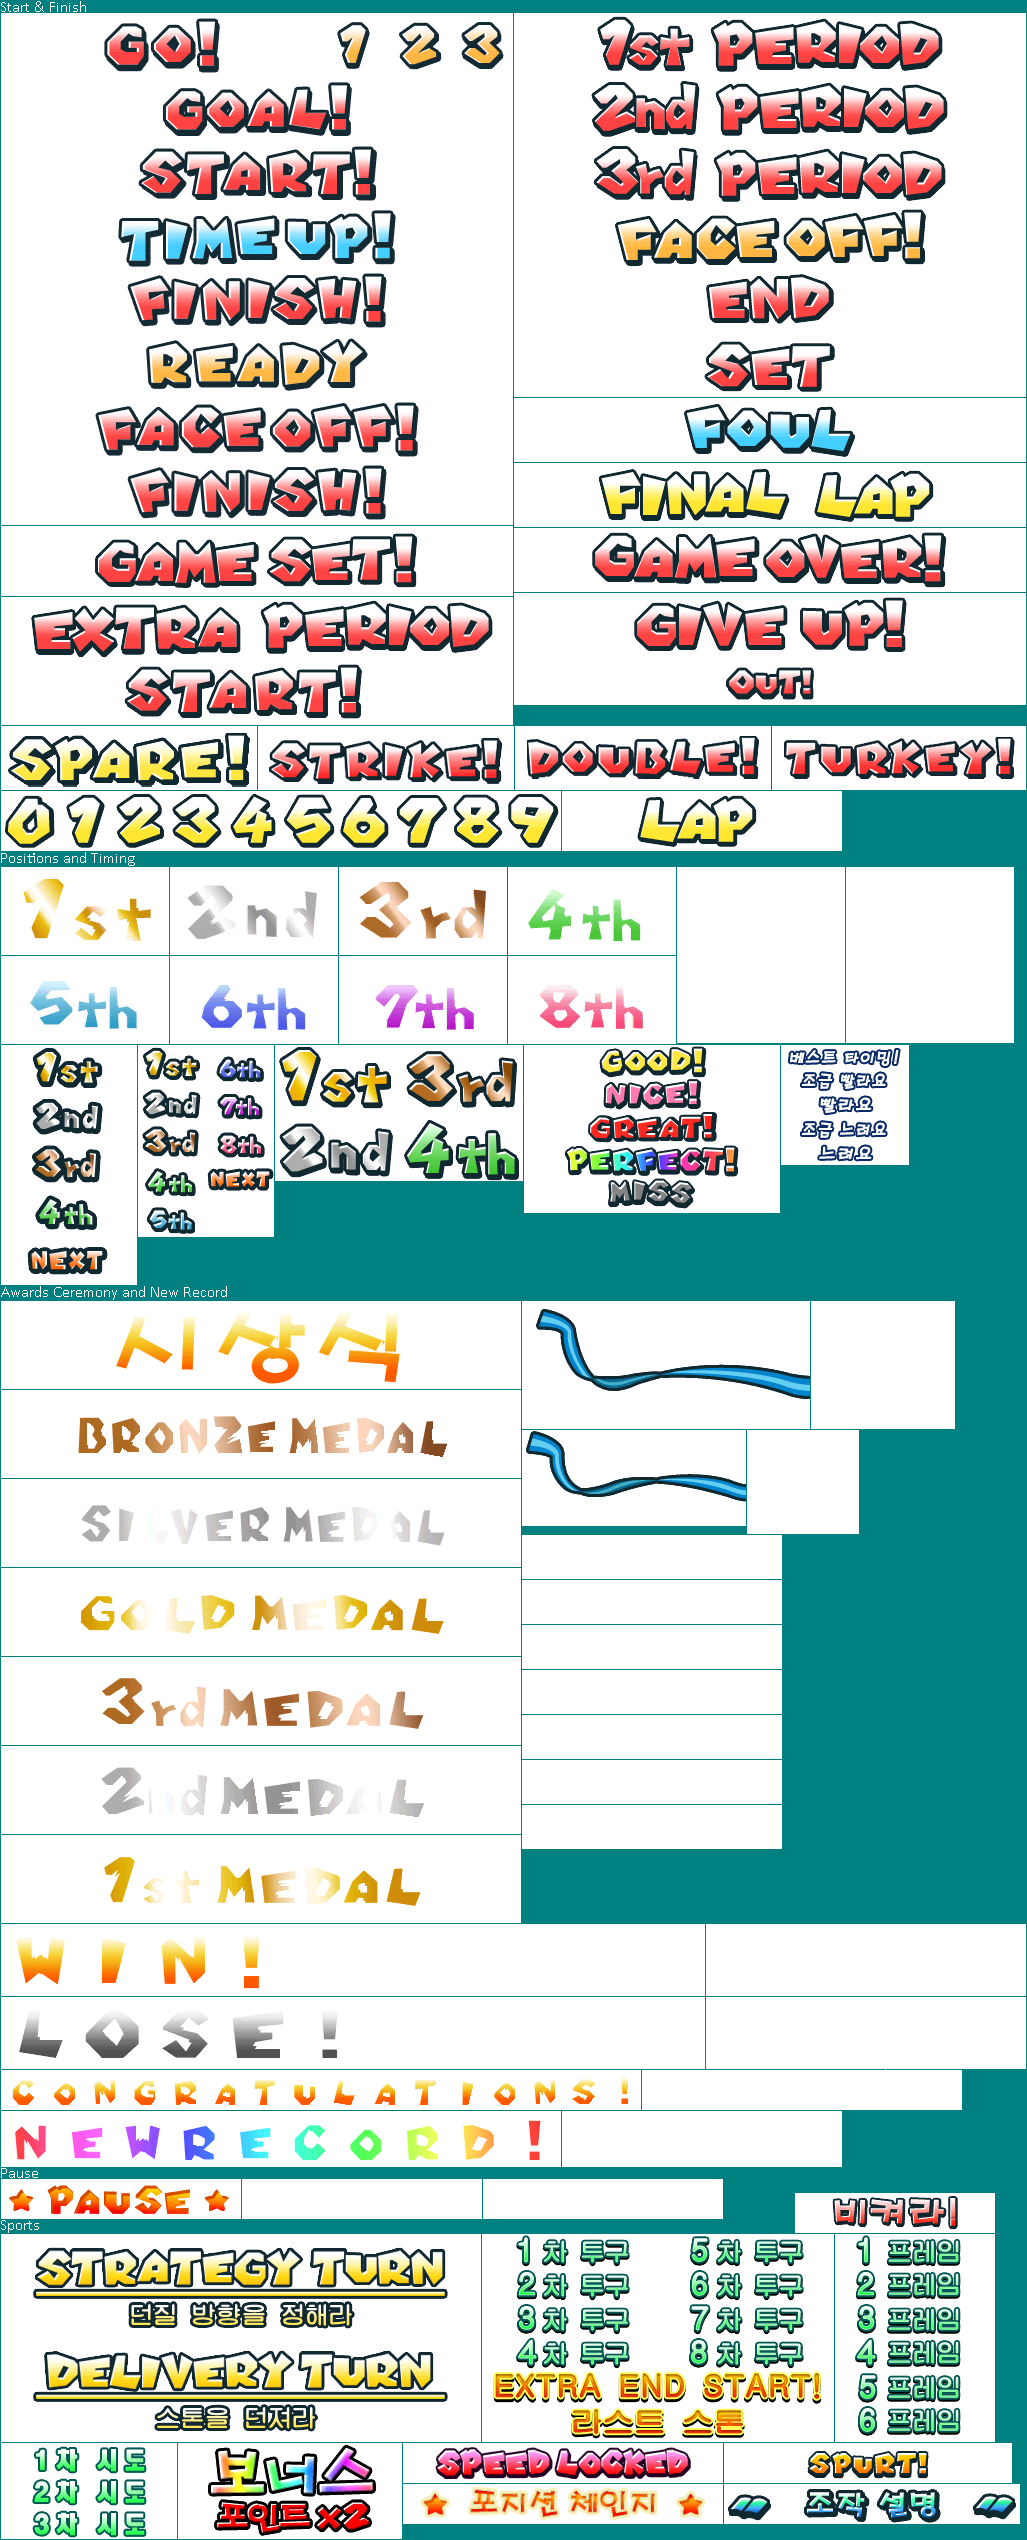 Start & Finish
GO! 1 2 3
GOAL!
START!
TIME UP!
FINISH!
READY
FACE OFF!
FINISH!
GAME SET!
EXTRA PERIOD
START!
1st PERIOD
2nd PERIOD
3rd PERIOD
FACE OFF!
END
SET
FOUL
FINAL LAP
GAME OVER!
GIVE UP!
OUT!
SPARE! STRIKE! DOUBLE! TURKEY!
0 1 2 3 4 5 6 7 8 9 LAP
Positions and Timing
1st 2nd 3rd 4th
5th 6th 7th 8th
1st
2nd
3rd
4th
NEXT
1st 6th
2nd 7th
3rd 8th
4th NEXT
5th
1st 3rd
2nd 4th
GOOD!
NICE!
GREAT!
PERFECT!
MISS
베스트 타이밍!
조금 빨라요
빨라요
조금 느려요
느려요
Awards Ceremony and New Record
시상식
BRONZE MEDAL
SILVER MEDAL
GOLD MEDAL
3rd MEDAL
2nd MEDAL
1st MEDAL
WIN!
LOSE!
CONGRATULATIONS!
NEW RECORD!
Pause
PAUSE
비켜라!
Sports
STRATEGY TURN
던질 방향을 정해라
DELIVERY TURN
스톤을 던져라
1차 투구 5차 투구
2차 투구 6차 투구
3차 투구 7차 투구
4차 투구 8차 투구
EXTRA END START!
라스트 스톤
1 프레임
2 프레임
3 프레임
4 프레임
5 프레임
6 프레임
1차 시도
2차 시도
3차 시도
보너스
포인트 x2
SPEED LOCKED
SPURT!
포지션 체인지
조작 설명